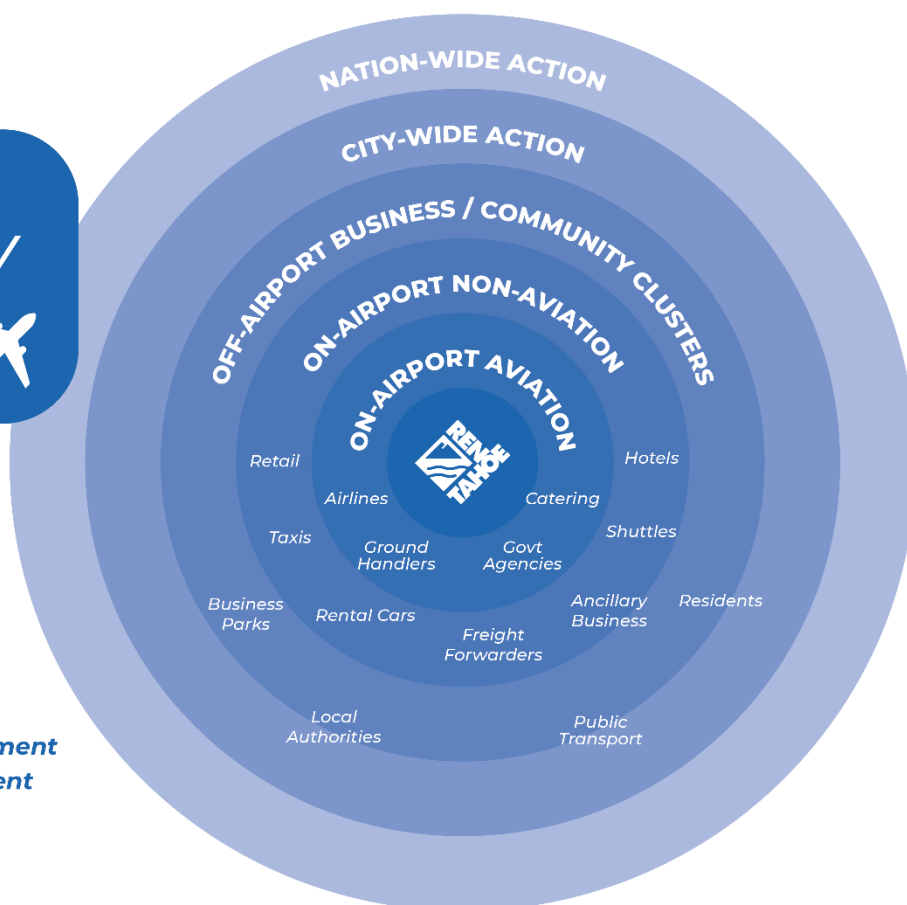 NATION-WIDE ACTION
CITY-WIDE ACTION
OFF-AIRPORT BUSINESS / COMMUNITY CLUSTERS
ON-AIRPORT NON-AVIATION
ON-AIRPORT AVIATION
RENO
TAHOE
Retail
Hotels
Airlines
Catering
Taxis
Shuttles
Ground
Handlers
Govt
Agencies
Business
Parks
Rental Cars
Ancillary
Business
Residents
Freight
Forwarders
Local
Authorities
Public
Transport